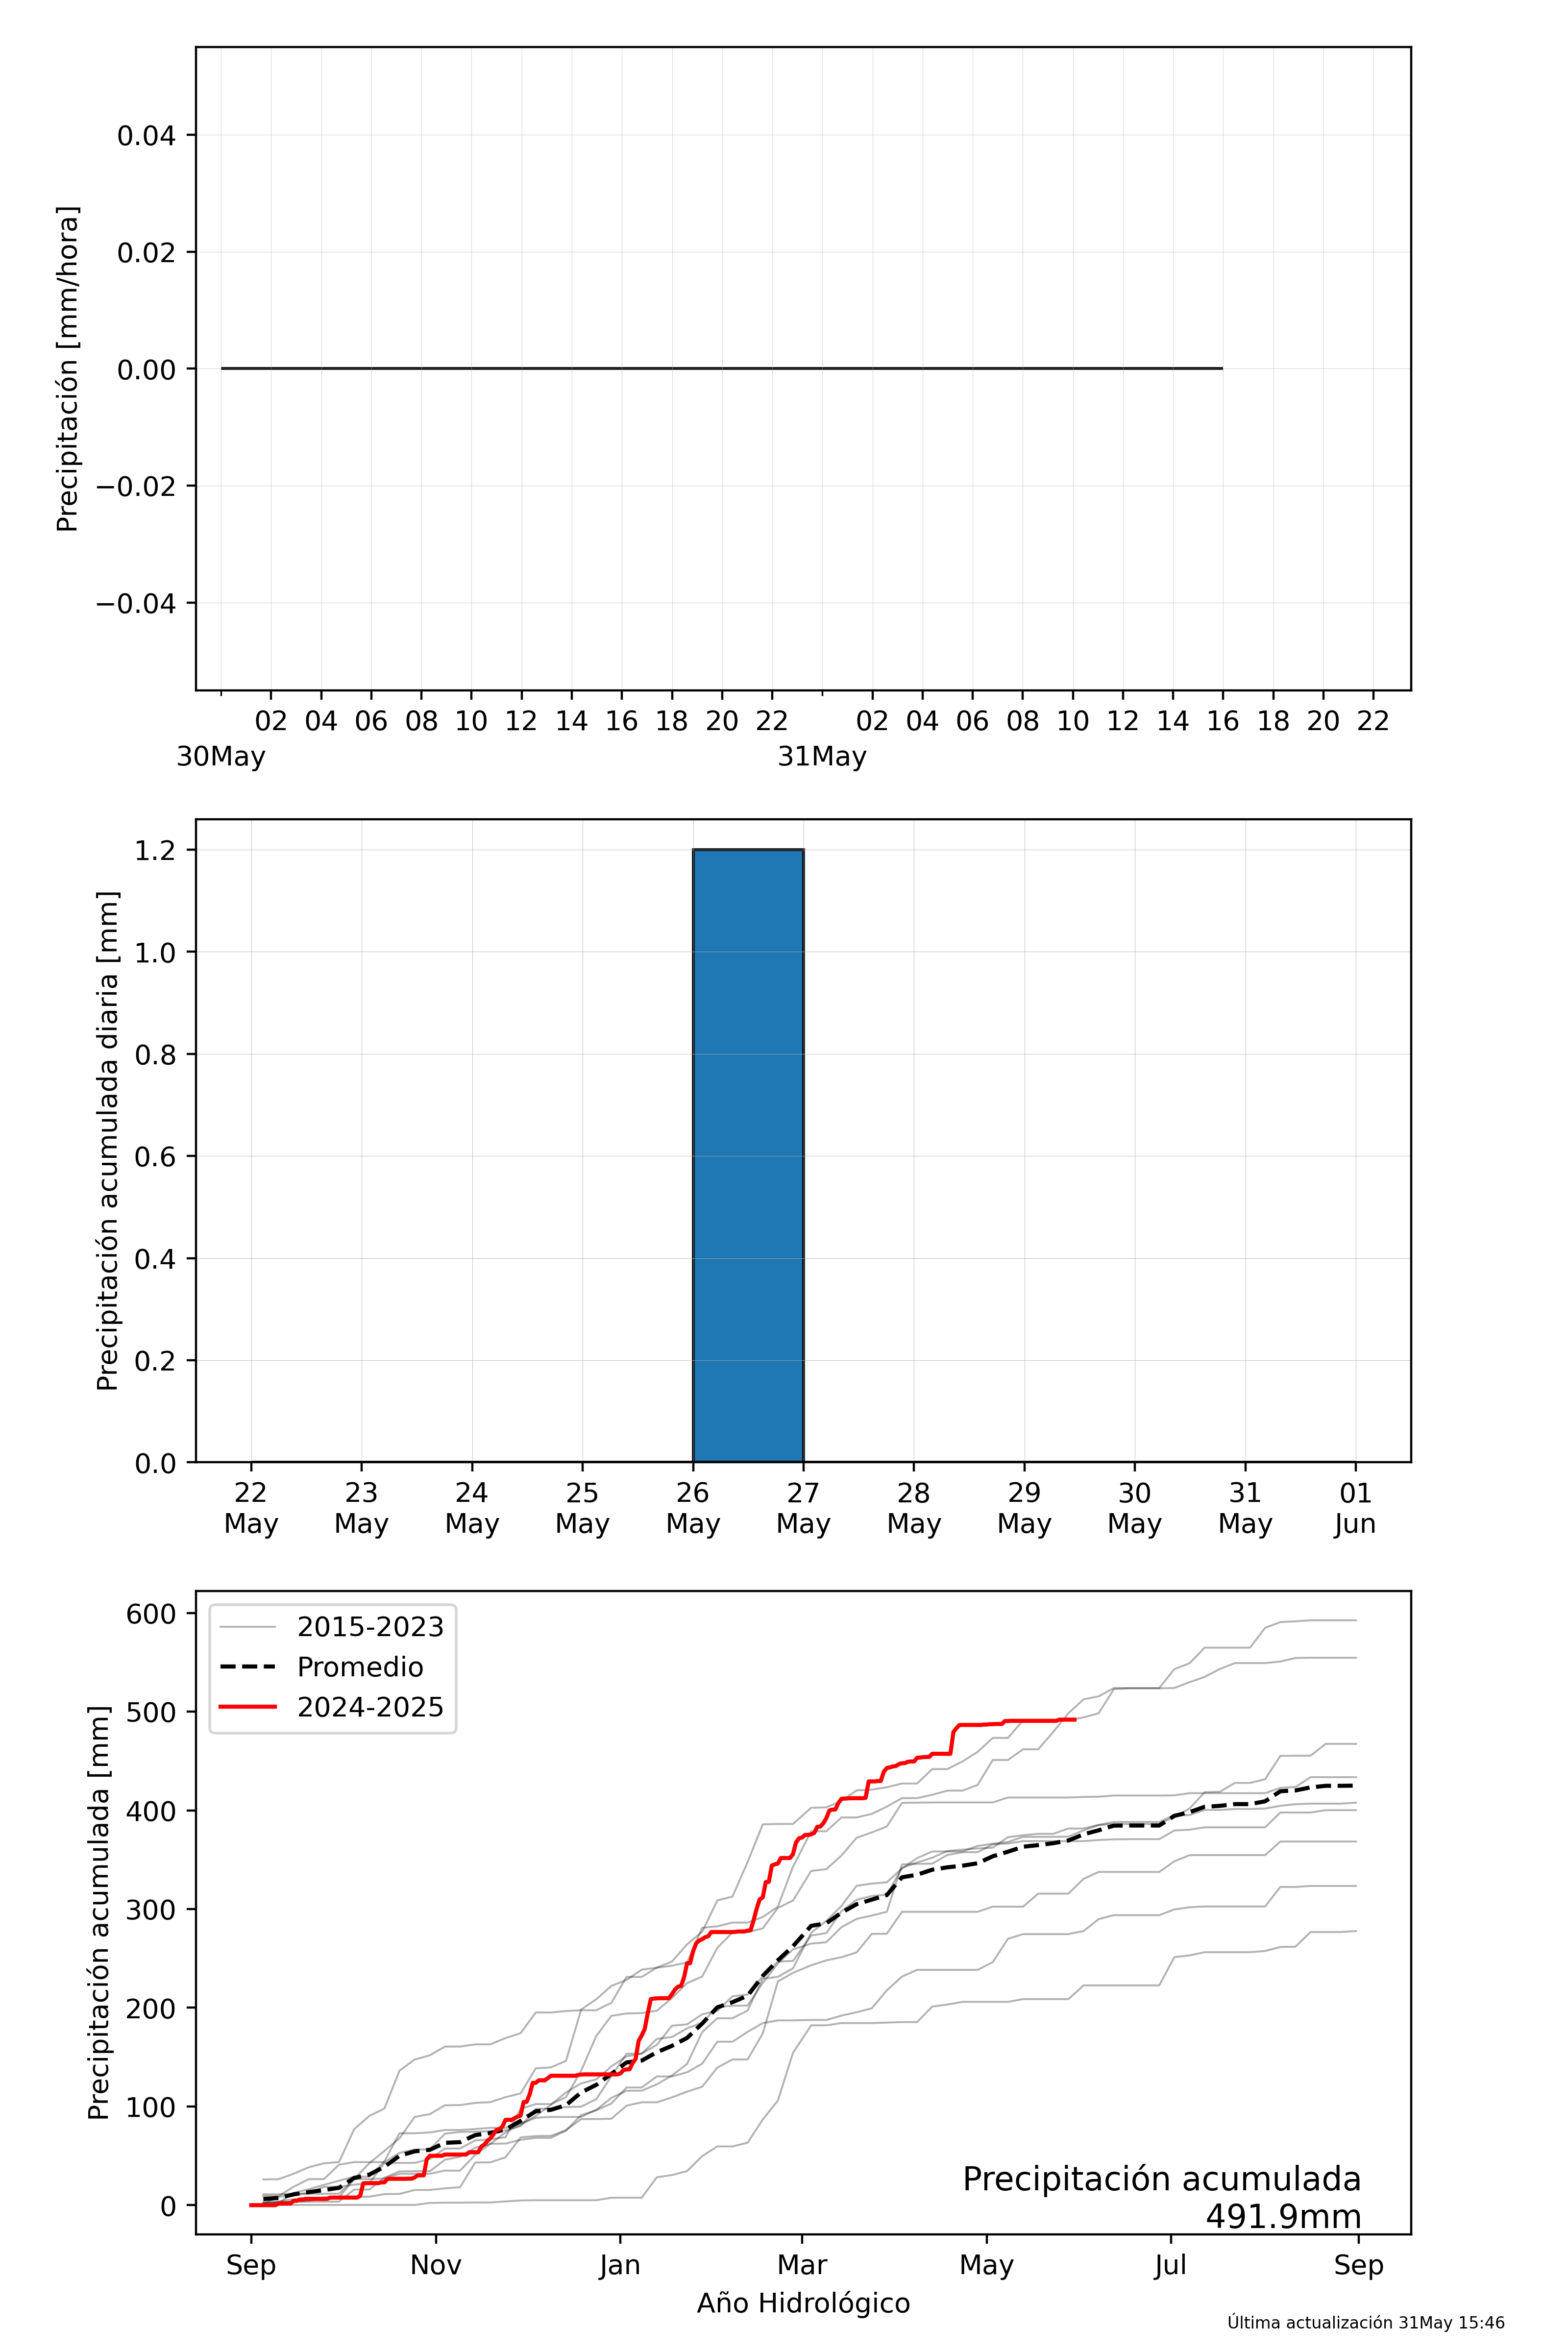 Precipitación [mm/hora]
0.04
0.02
0.00
−0.02
−0.04
02 04 06 08 10 12 14 16 18 20 22 02 04 06 08 10 12 14 16 18 20 22
30May 31May
Precipitación acumulada diaria [mm]
1.2
1.0
0.8
0.6
0.4
0.2
0.0
22 23 24 25 26 27 28 29 30 31 01
May May May May May May May May May May Jun
Precipitación acumulada [mm]
600
500
400
300
200
100
0
2015-2023
Promedio
2024-2025
Precipitación acumulada
491.9mm
Sep Nov Jan Mar May Jul Sep
Año Hidrológico
Última actualización 31May 15:46